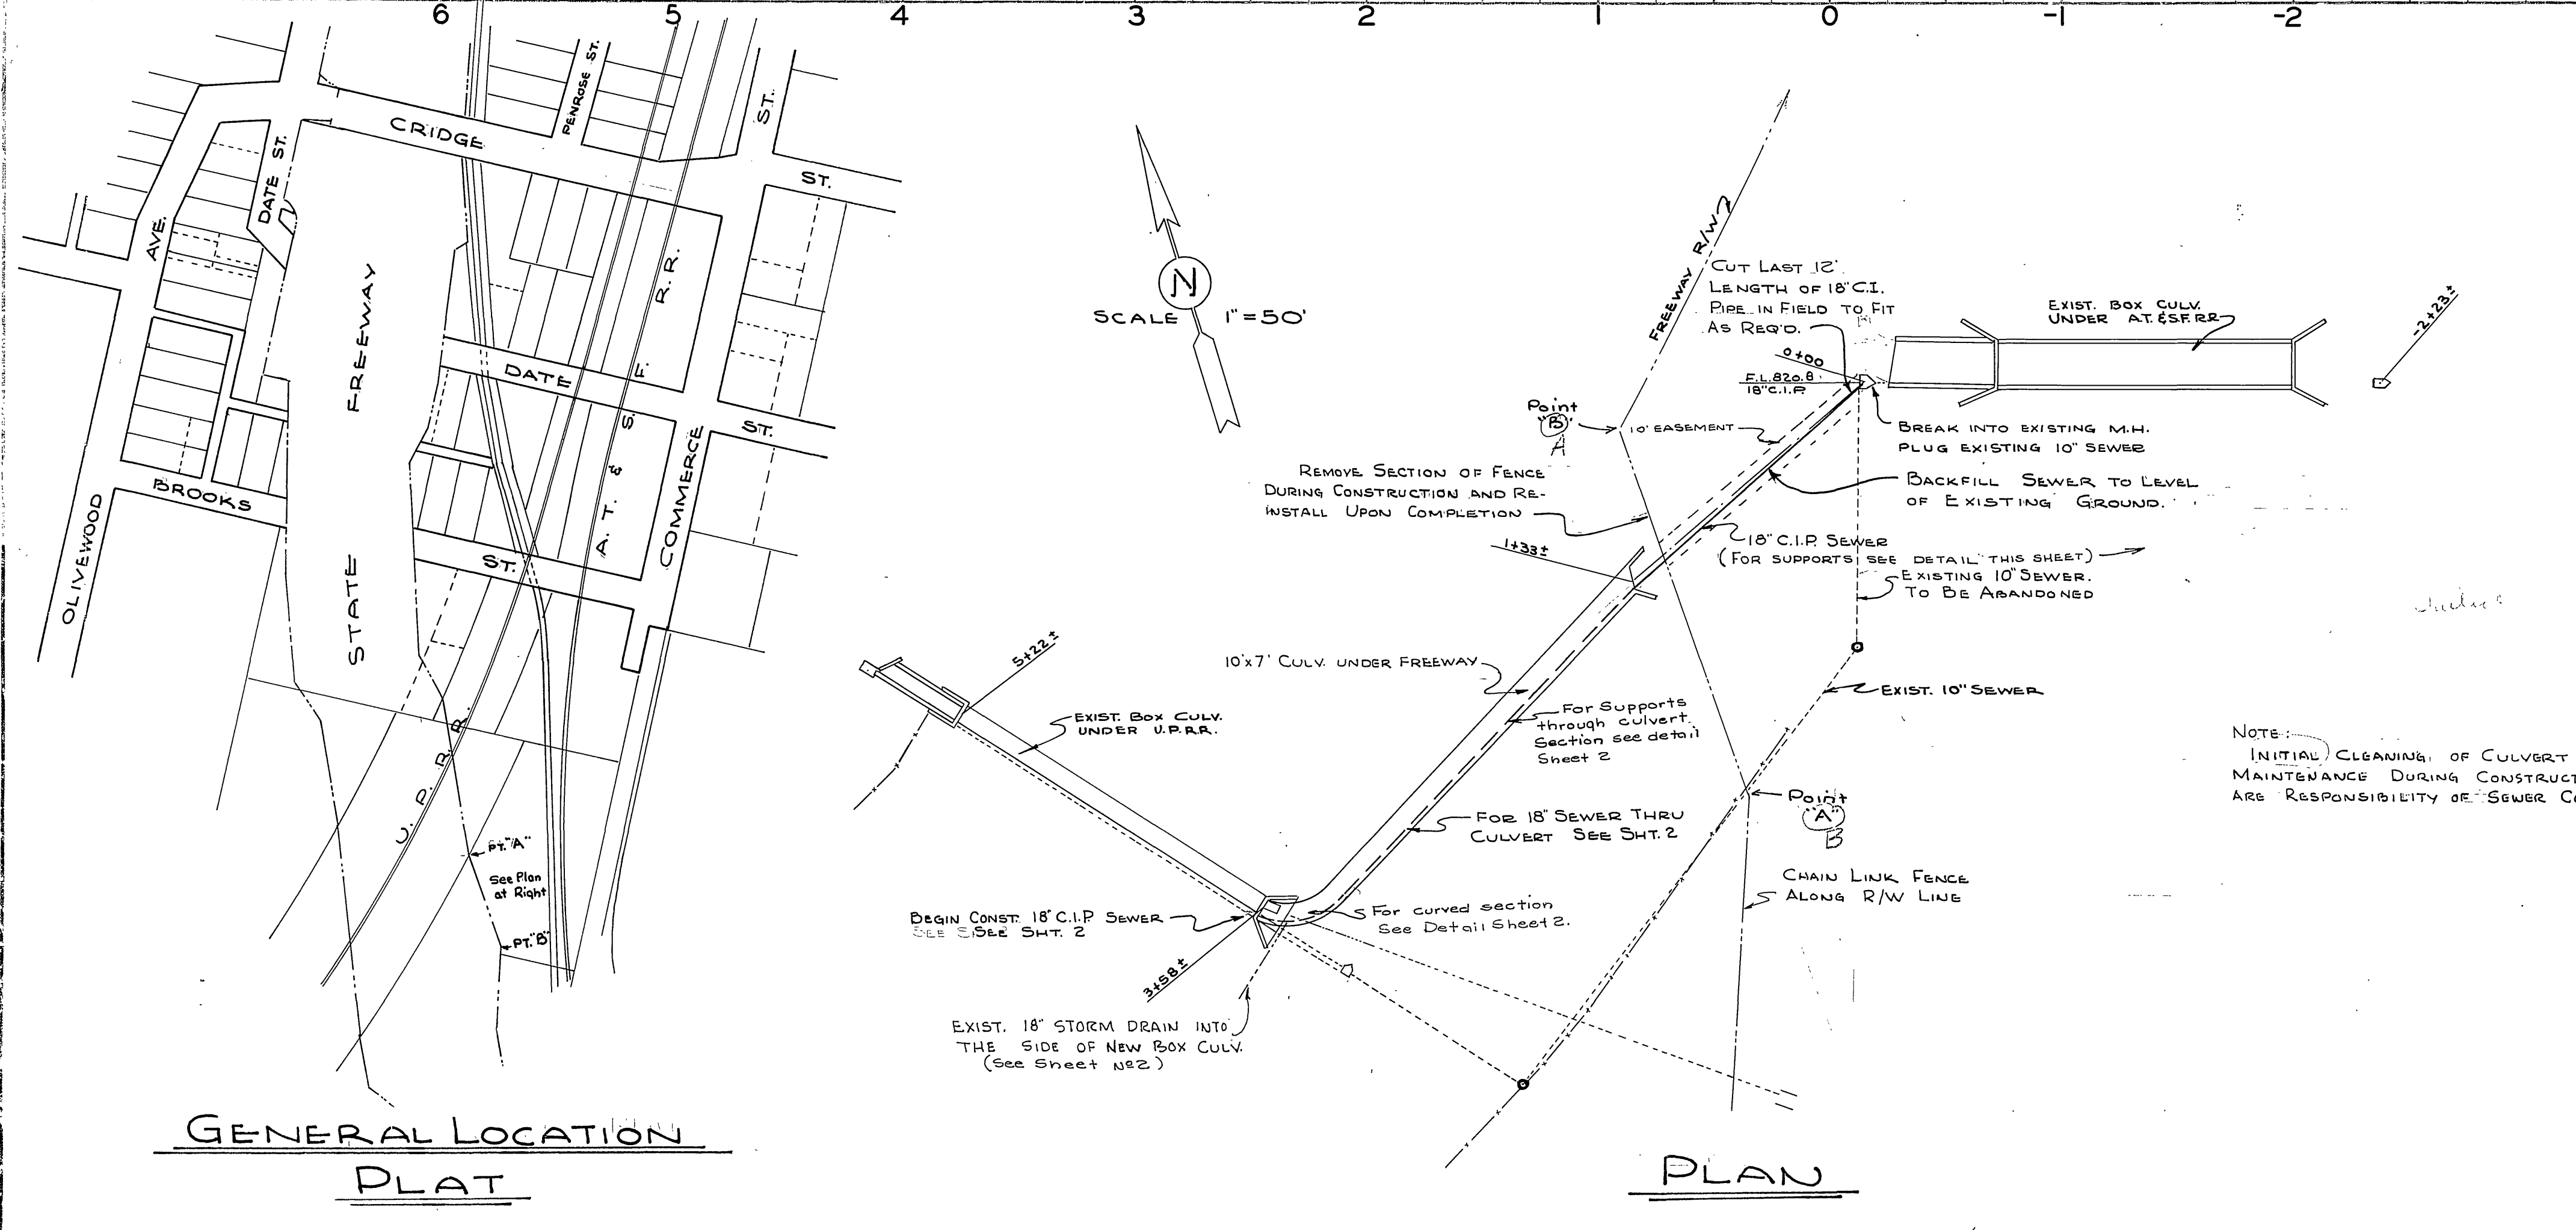 6
5
4
3
2
1
0
-1
-2
CRIDGE
ST.
PENROSE ST.
ST.
DATE ST.
AVE.
OLIVEWOOD
BROOKS
ST.
STATE
FREEWAY
DATE
ST.
COMMERCE
A. T. & S. F. R. R.
U. P. R. R.
PT. "A"
See Plan
at Right
PT. "B"
GENERAL LOCATION
PLAT
N
SCALE 1"=50'
FREEWAY R/W
CUT LAST 12'
LENGTH OF 18" C.I.
PIPE IN FIELD TO FIT
AS REQ'D.
0+00
F.L. 820.8
18" C.I.P.
EXIST. BOX CULV.
UNDER A.T. & S.F. RR
-2+23±
Point
"B"
A
10' EASEMENT
BREAK INTO EXISTING M.H.
PLUG EXISTING 10" SEWER
REMOVE SECTION OF FENCE
DURING CONSTRUCTION AND RE-
INSTALL UPON COMPLETION
BACKFILL SEWER TO LEVEL
OF EXISTING GROUND.
1+33±
18" C.I.P. SEWER
(FOR SUPPORTS SEE DETAIL THIS SHEET)
EXISTING 10" SEWER.
TO BE ABANDONED
5+22±
10'x7' CULV. UNDER FREEWAY
EXIST. 10" SEWER
EXIST. BOX CULV.
UNDER U.P.R.R.
For Supports
through culvert
Section see detail
Sheet 2
NOTE:
INITIAL CLEANING OF CULVERT
MAINTENANCE DURING CONSTRUCT
ARE RESPONSIBILITY OF SEWER CO
Point
"A"
B
FOR 18" SEWER THRU
CULVERT SEE SHT. 2
CHAIN LINK FENCE
ALONG R/W LINE
BEGIN CONST. 18" C.I.P. SEWER
SEE SHT. 2
For curved section
See Detail Sheet 2.
3+58±
EXIST. 18" STORM DRAIN INTO
THE SIDE OF NEW BOX CULV.
(See Sheet №2)
PLAN